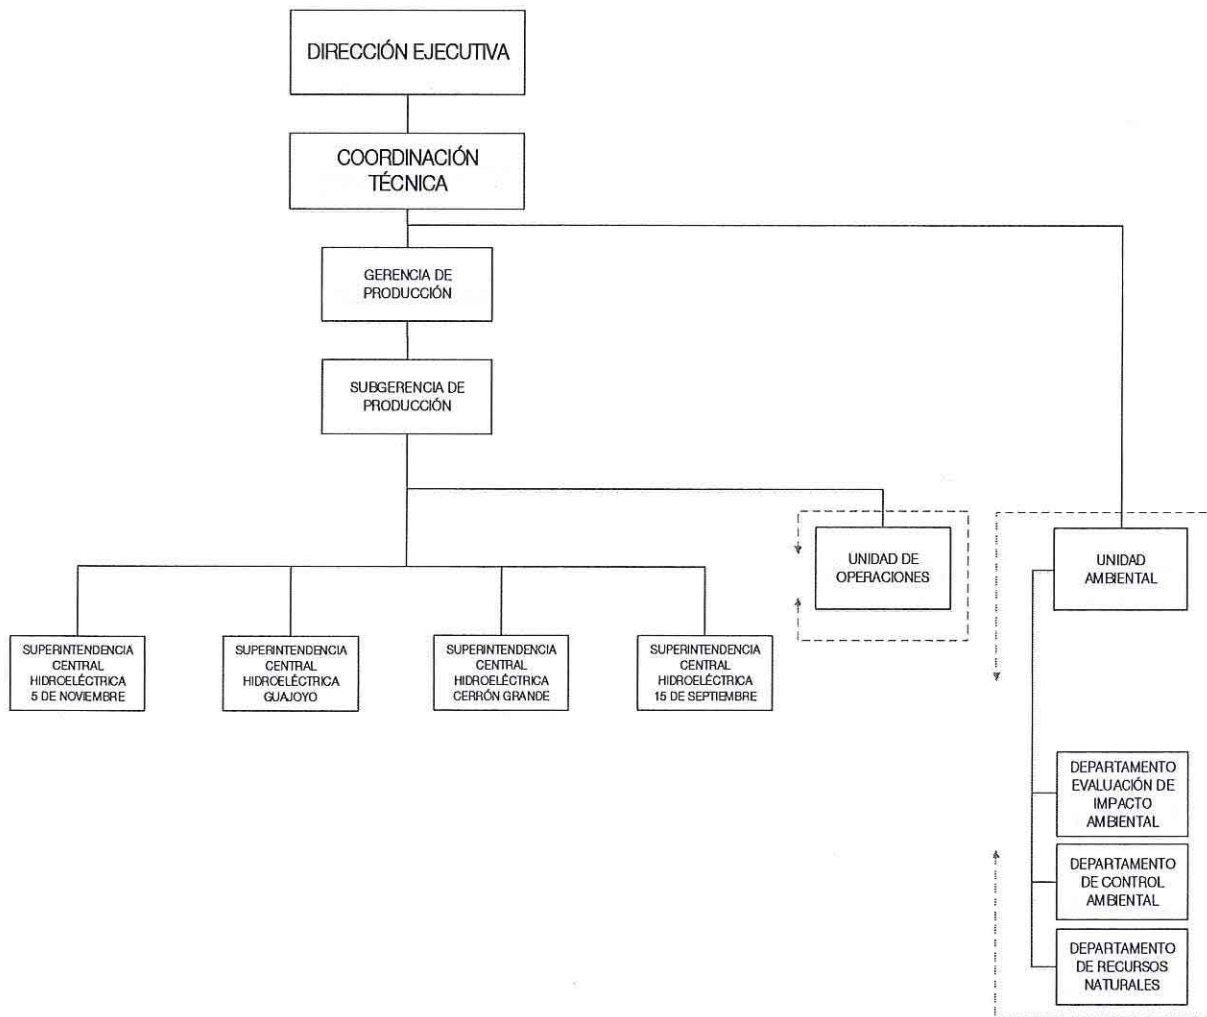 DIRECCIÓN EJECUTIVA
COORDINACIÓN
TÉCNICA
GERENCIA DE
PRODUCCIÓN
SUBGERENCIA DE
PRODUCCIÓN
UNIDAD DE
OPERACIONES
UNIDAD
AMBIENTAL
SUPERINTENDENCIA
CENTRAL
HIDROELÉCTRICA
5 DE NOVIEMBRE
SUPERINTENDENCIA
CENTRAL
HIDROELÉCTRICA
GUAJOYO
SUPERINTENDENCIA
CENTRAL
HIDROELÉCTRICA
CERRÓN GRANDE
SUPERINTENDENCIA
CENTRAL
HIDROELÉCTRICA
15 DE SEPTIEMBRE
DEPARTAMENTO
EVALUACIÓN DE
IMPACTO
AMBIENTAL
DEPARTAMENTO
DE CONTROL
AMBIENTAL
DEPARTAMENTO
DE RECURSOS
NATURALES